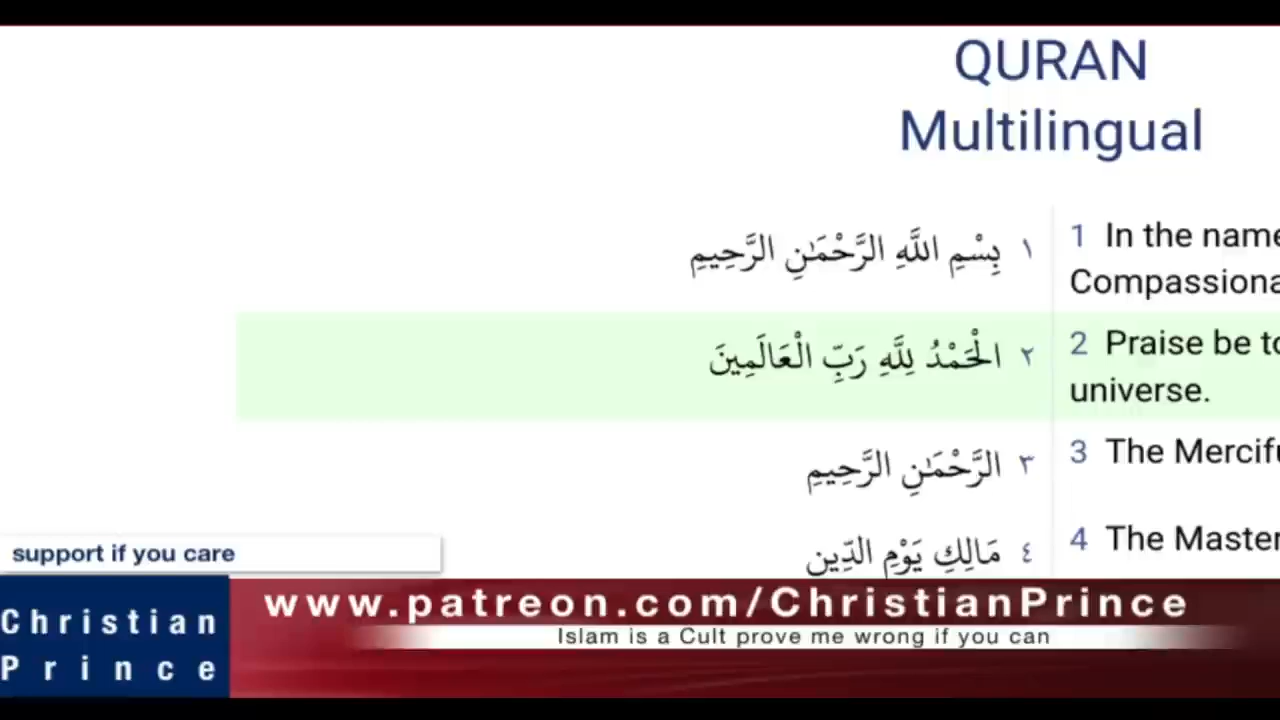 QURAN
Multilingual
١ بِسْمِ اللَّهِ الرَّحْمَٰنِ الرَّحِيمِ
1 In the name
Compassiona
٢ الْحَمْدُ لِلَّهِ رَبِّ الْعَالَمِينَ
2 Praise be to
universe.
٣ الرَّحْمَٰنِ الرَّحِيمِ
3 The Mercifu
٤ مَالِكِ يَوْمِ الدِّينِ
4 The Master
support if you care
Christian
Prince
www.patreon.com/ChristianPrince
Islam is a Cult prove me wrong if you can